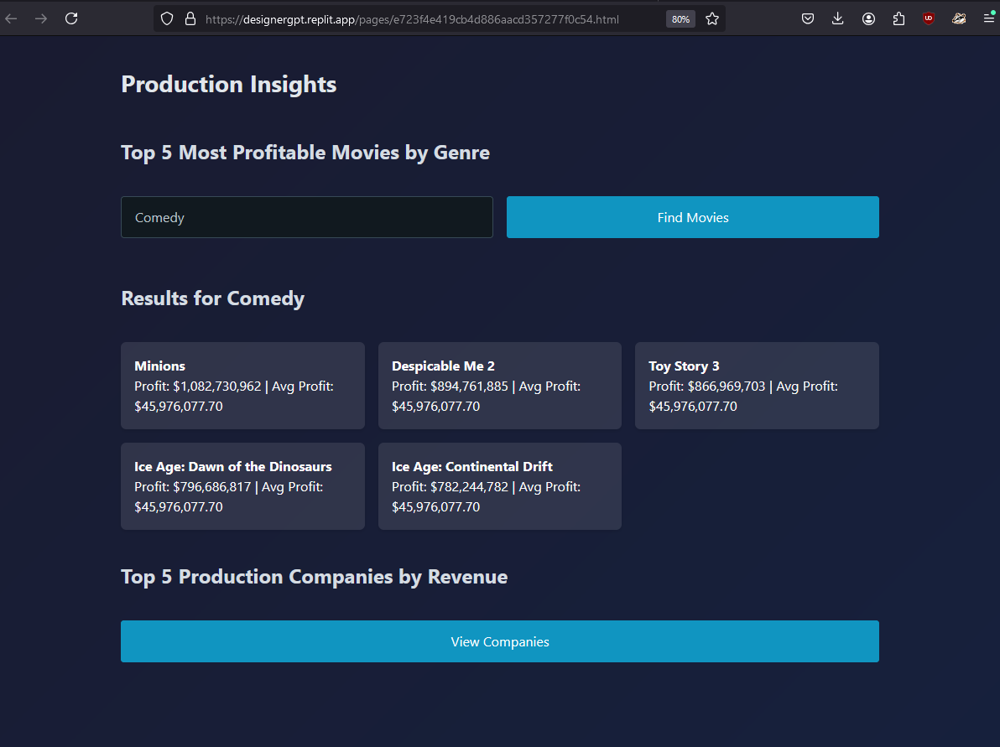 https://designergpt.replit.app/pages/e723f4e419cb4d886aacd357277f0c54.html
80%
Production Insights
Top 5 Most Profitable Movies by Genre
Comedy
Find Movies
Results for Comedy
Minions
Profit: $1,082,730,962 | Avg Profit:
$45,976,077.70
Despicable Me 2
Profit: $894,761,885 | Avg Profit:
$45,976,077.70
Toy Story 3
Profit: $866,969,703 | Avg Profit:
$45,976,077.70
Ice Age: Dawn of the Dinosaurs
Profit: $796,686,817 | Avg Profit:
$45,976,077.70
Ice Age: Continental Drift
Profit: $782,244,782 | Avg Profit:
$45,976,077.70
Top 5 Production Companies by Revenue
View Companies